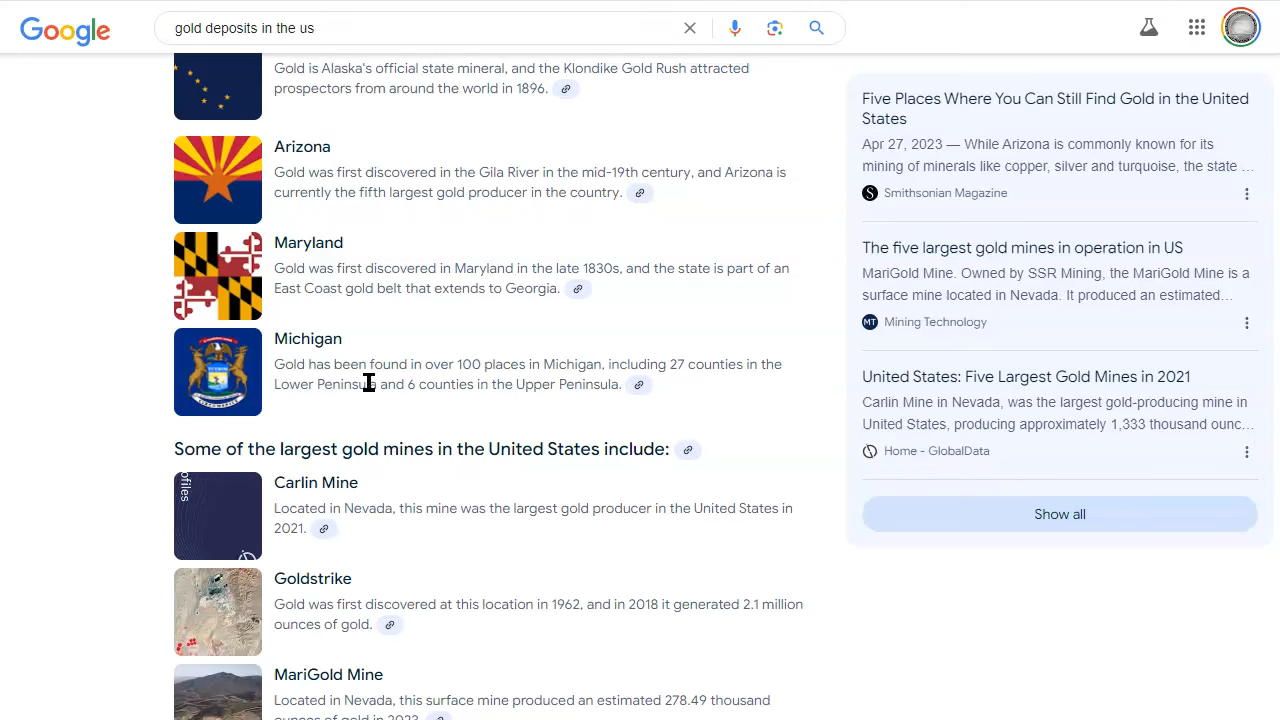 Google
gold deposits in the us
Gold is Alaska's official state mineral, and the Klondike Gold Rush attracted
prospectors from around the world in 1896.
Arizona
Gold was first discovered in the Gila River in the mid-19th century, and Arizona is
currently the fifth largest gold producer in the country.
Maryland
Gold was first discovered in Maryland in the late 1830s, and the state is part of an
East Coast gold belt that extends to Georgia.
Michigan
Gold has been found in over 100 places in Michigan, including 27 counties in the
Lower Peninsula and 6 counties in the Upper Peninsula.
Some of the largest gold mines in the United States include:
ofiles
Carlin Mine
Located in Nevada, this mine was the largest gold producer in the United States in
2021.
Goldstrike
Gold was first discovered at this location in 1962, and in 2018 it generated 2.1 million
ounces of gold.
MariGold Mine
Located in Nevada, this surface mine produced an estimated 278.49 thousand
ounces of gold in 2023.
Five Places Where You Can Still Find Gold in the United
States
Apr 27, 2023 — While Arizona is commonly known for its
mining of minerals like copper, silver and turquoise, the state ...
S Smithsonian Magazine
The five largest gold mines in operation in US
MariGold Mine. Owned by SSR Mining, the MariGold Mine is a
surface mine located in Nevada. It produced an estimated...
MT Mining Technology
United States: Five Largest Gold Mines in 2021
Carlin Mine in Nevada, was the largest gold-producing mine in
United States, producing approximately 1,333 thousand ounc...
Home - GlobalData
Show all